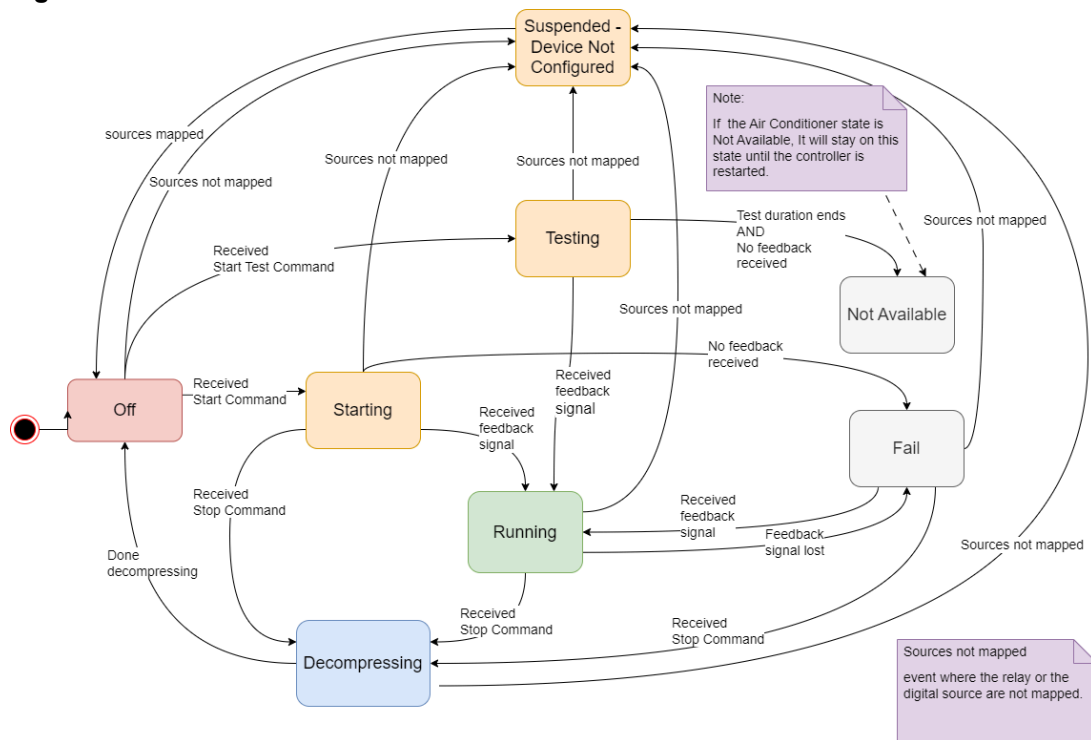 Suspended -
Device Not
Configured
Note:
If the Air Conditioner state is
Not Available, It will stay on this
state until the controller is
restarted.
sources mapped
Sources not mapped
Sources not mapped
Sources not mapped
Testing
Test duration ends
AND
No feedback
received
Received
Start Test Command
Not Available
Sources not mapped
No feedback
received
Received
feedback
signal
Received
Start Command
Off
Starting
Received
feedback
signal
Fail
Received
Stop Command
Running
Received
feedback
signal
Feedback
signal lost
Sources not mapped
Done
decompressing
Received
Stop Command
Received
Stop Command
Decompressing
Sources not mapped
event where the relay or the
digital source are not mapped.